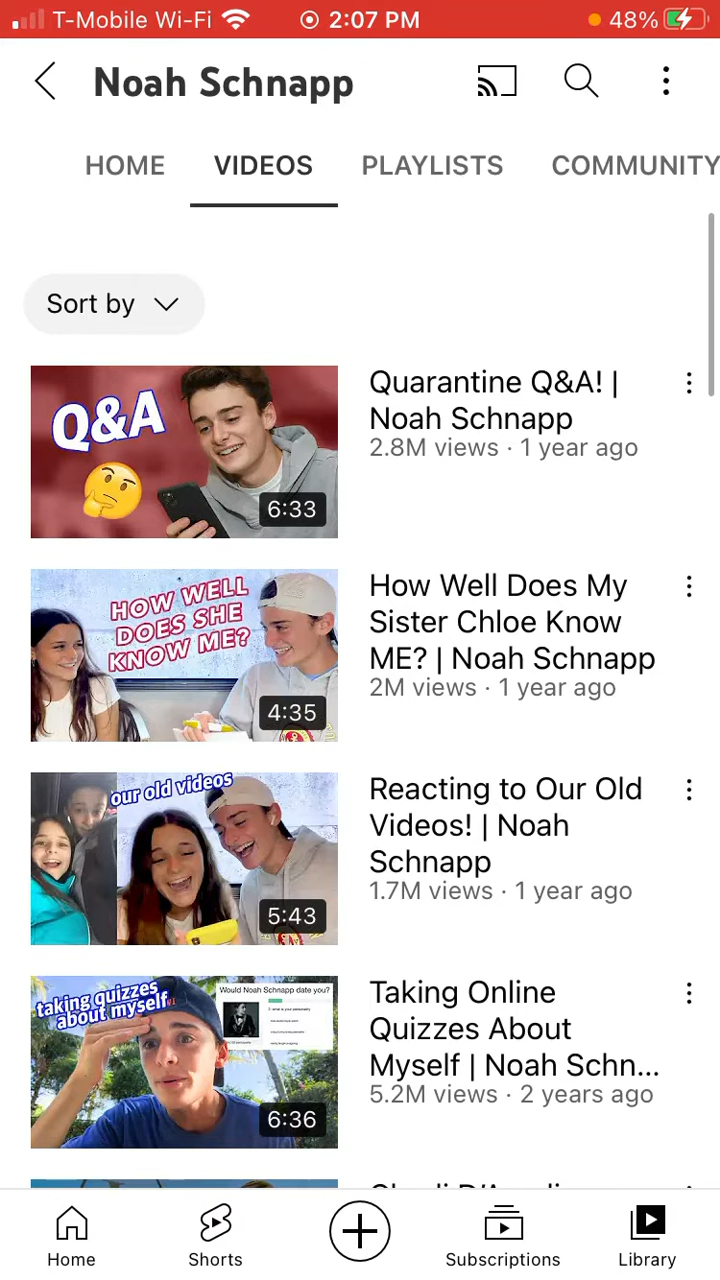 T-Mobile Wi-Fi 2:07 PM 48%
Noah Schnapp
HOME VIDEOS PLAYLISTS COMMUNITY
Sort by
Q&A
6:33
Quarantine Q&A! |
Noah Schnapp
2.8M views · 1 year ago
HOW WELL
DOES SHE
KNOW ME?
4:35
How Well Does My
Sister Chloe Know
ME? | Noah Schnapp
2M views · 1 year ago
our old videos
5:43
Reacting to Our Old
Videos! | Noah
Schnapp
1.7M views · 1 year ago
taking quizzes
about myself
Would Noah Schnapp date you?
6:36
Taking Online
Quizzes About
Myself | Noah Schn...
5.2M views · 2 years ago
Home Shorts Subscriptions Library